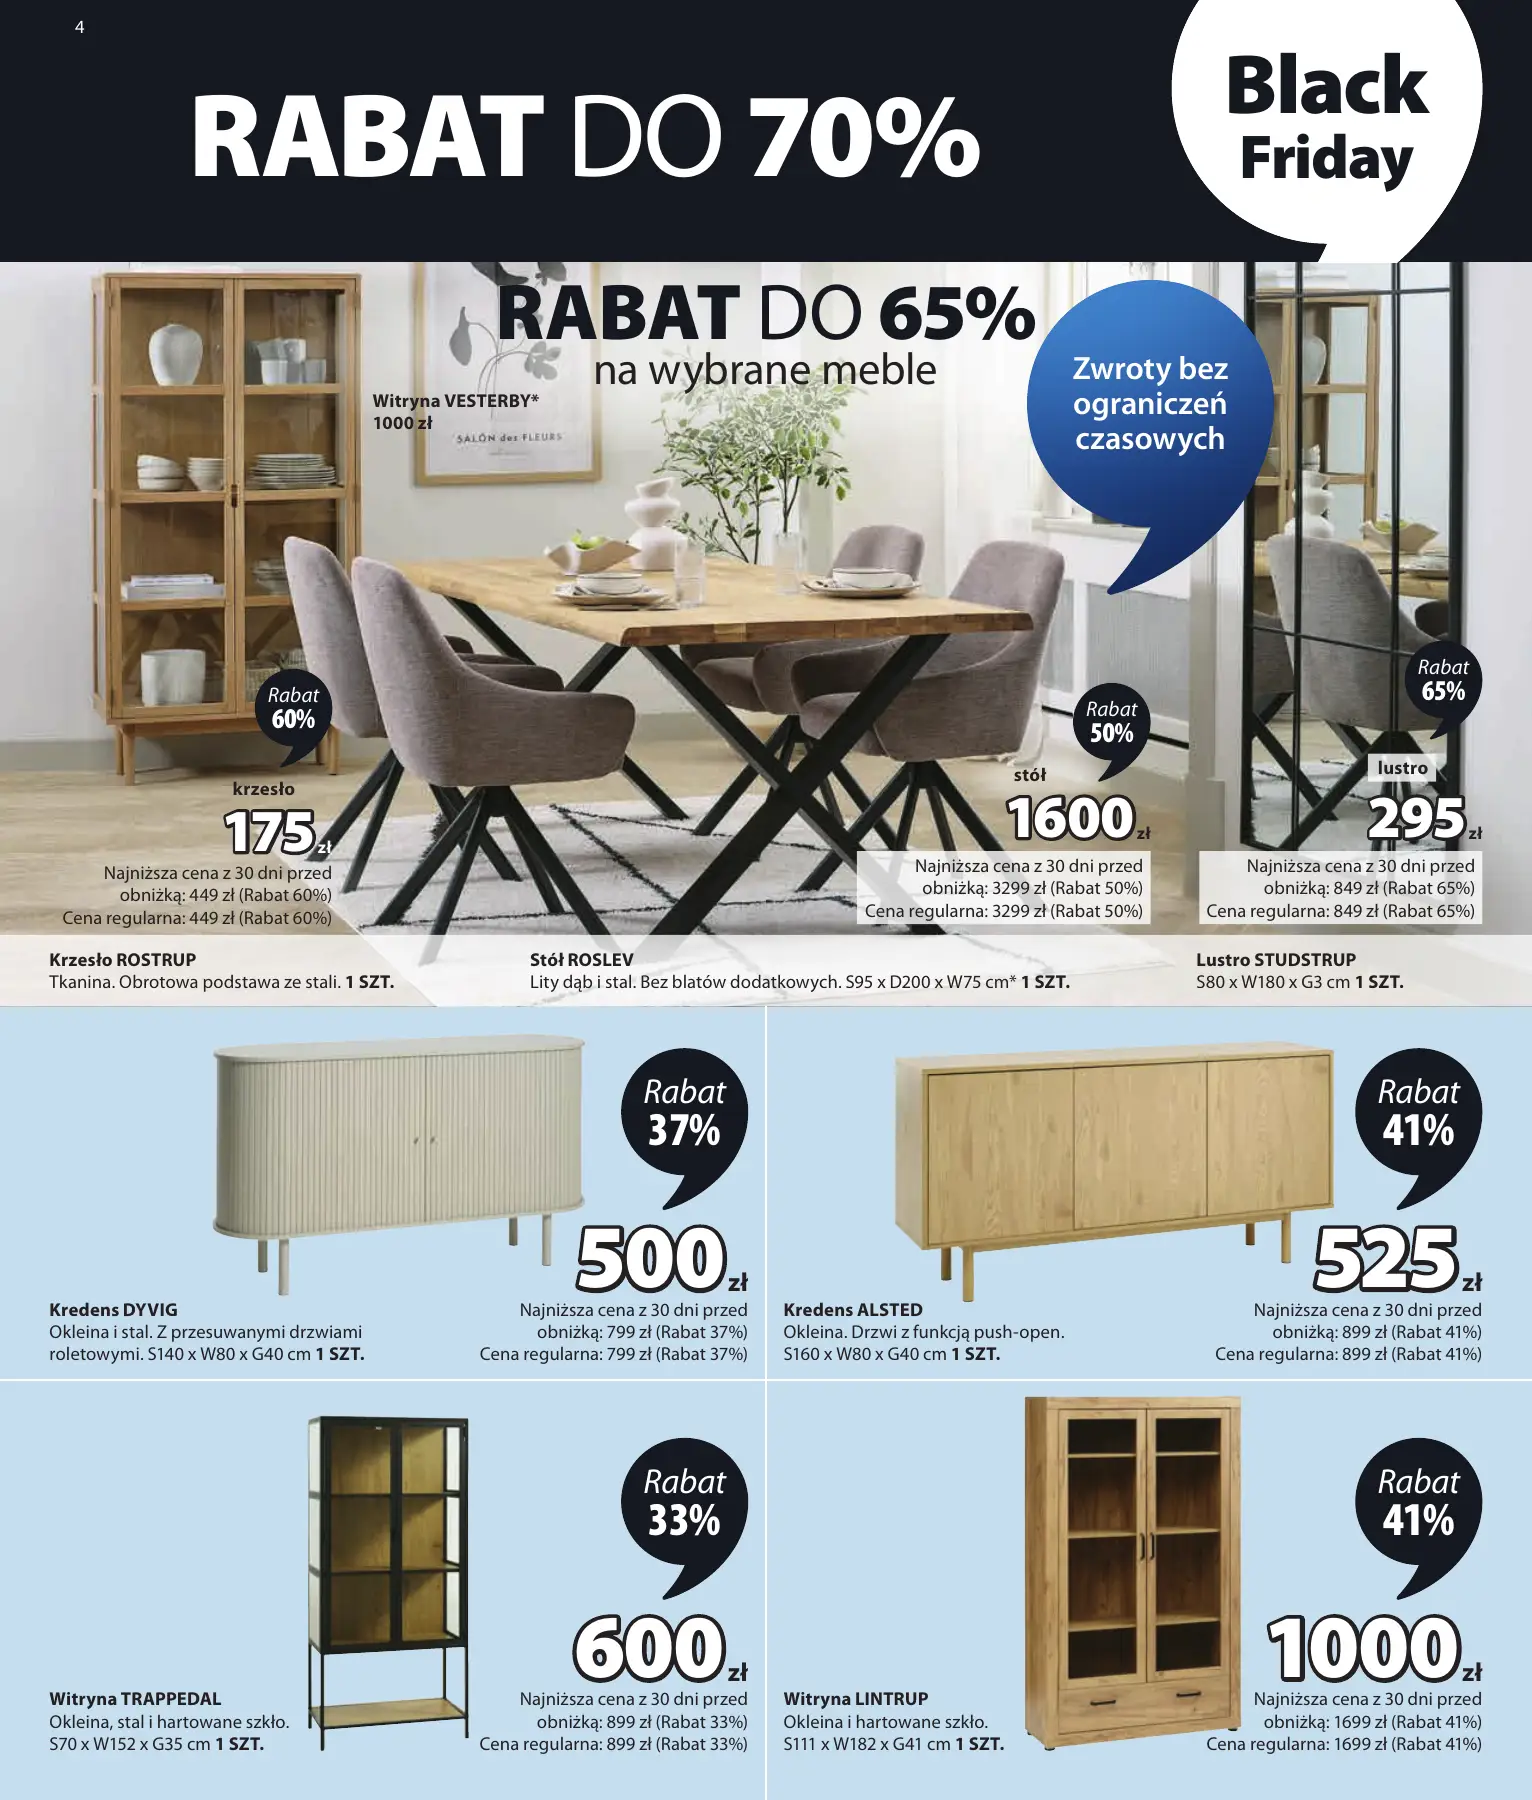 4
RABAT DO 70%
Black
Friday
RABAT DO 65%
na wybrane meble
Witryna VESTERBY*
1000 zł
SALÓN des FLEURS
Zwroty bez
ograniczeń
czasowych
Rabat
60%
krzesło
175 zł
Najniższa cena z 30 dni przed
obniżką: 449 zł (Rabat 60%)
Cena regularna: 449 zł (Rabat 60%)
Rabat
50%
stół
1600 zł
Najniższa cena z 30 dni przed
obniżką: 3299 zł (Rabat 50%)
Cena regularna: 3299 zł (Rabat 50%)
Rabat
65%
lustro
295 zł
Najniższa cena z 30 dni przed
obniżką: 849 zł (Rabat 65%)
Cena regularna: 849 zł (Rabat 65%)
Krzesło ROSTRUP
Tkanina. Obrotowa podstawa ze stali. 1 SZT.
Stół ROSLEV
Lity dąb i stal. Bez blatów dodatkowych. S95 x D200 x W75 cm* 1 SZT.
Lustro STUDSTRUP
S80 x W180 x G3 cm 1 SZT.
Rabat
37%
500 zł
Kredens DYVIG
Okleina i stal. Z przesuwanymi drzwiami
roletowymi. S140 x W80 x G40 cm 1 SZT.
Najniższa cena z 30 dni przed
obniżką: 799 zł (Rabat 37%)
Cena regularna: 799 zł (Rabat 37%)
Rabat
41%
525 zł
Kredens ALSTED
Okleina. Drzwi z funkcją push-open.
S160 x W80 x G40 cm 1 SZT.
Najniższa cena z 30 dni przed
obniżką: 899 zł (Rabat 41%)
Cena regularna: 899 zł (Rabat 41%)
Rabat
33%
600 zł
Witryna TRAPPEDAL
Okleina, stal i hartowane szkło.
S70 x W152 x G35 cm 1 SZT.
Najniższa cena z 30 dni przed
obniżką: 899 zł (Rabat 33%)
Cena regularna: 899 zł (Rabat 33%)
Rabat
41%
1000 zł
Witryna LINTRUP
Okleina i hartowane szkło.
S111 x W182 x G41 cm 1 SZT.
Najniższa cena z 30 dni przed
obniżką: 1699 zł (Rabat 41%)
Cena regularna: 1699 zł (Rabat 41%)